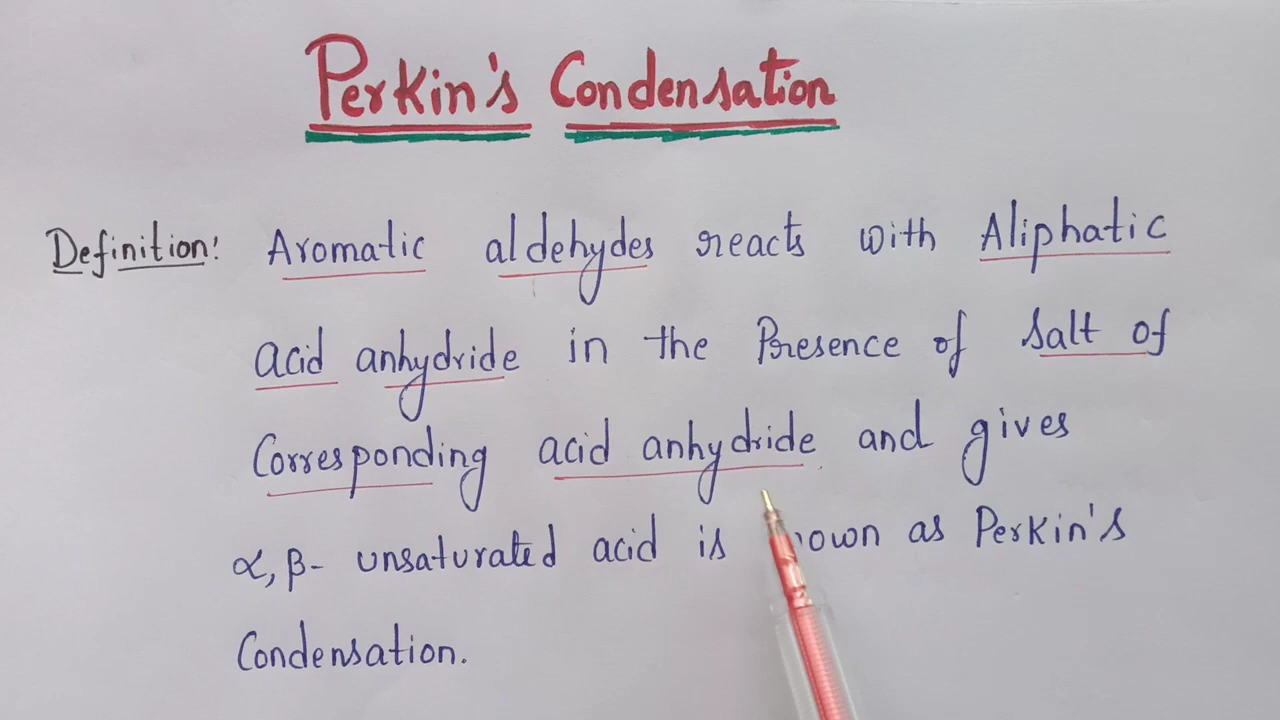 Perkin's Condensation
Definition: Aromatic aldehydes reacts with Aliphatic
acid anhydride in the Presence of salt of
Corresponding acid anhydride and gives
α, β- unsaturated acid is as Perkin's
Condensation.